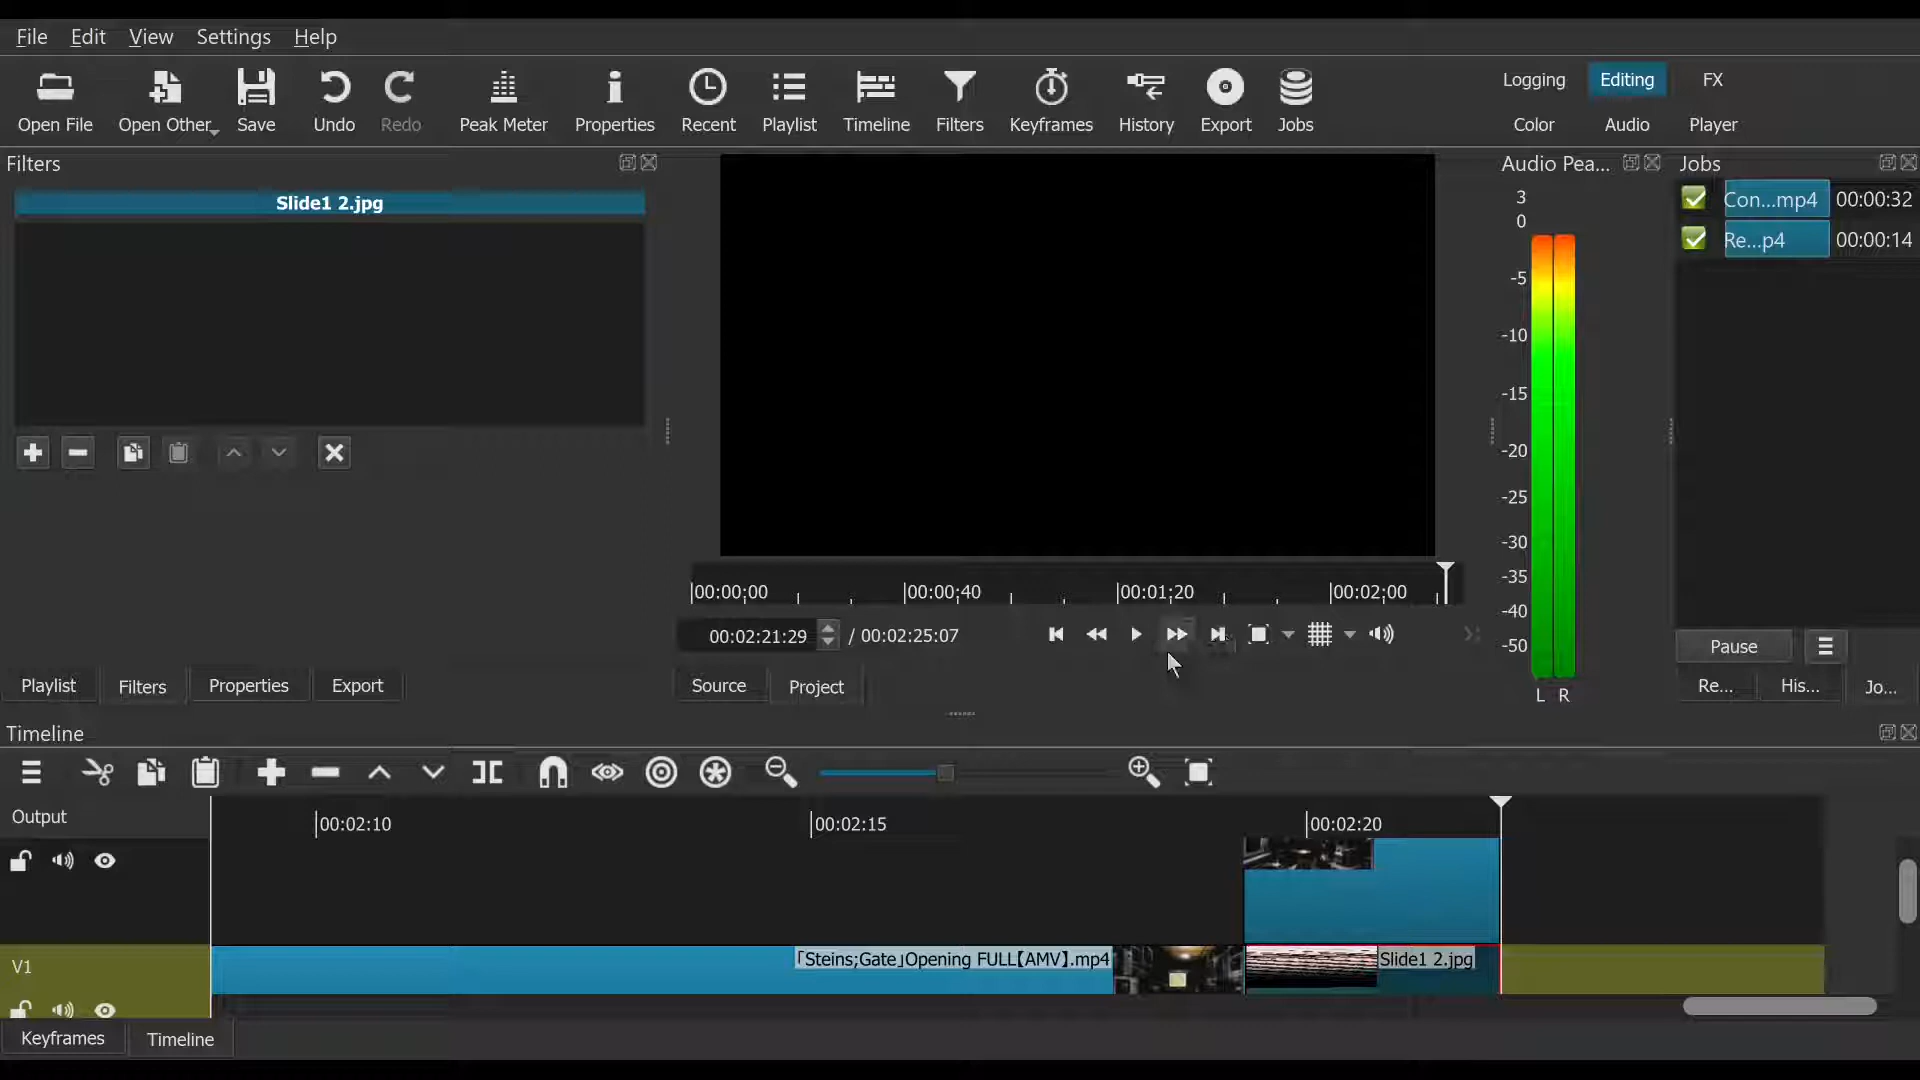 File Edit View Settings Help
Open File Open Other... Save Undo Redo Peak Meter Properties Recent Playlist Timeline Filters Keyframes History Export Jobs
Logging Editing FX
Color Audio Player
Filters
Slide1 2.jpg
Audio Pea...
3
0
-5
-10
-15
-20
-25
-30
-35
-40
-50
L R
Jobs
Con...mp4 00:00:32
Re...p4 00:00:14
00:00:00 00:00:40 00:01:20 00:02:00
00:02:21:29 / 00:02:25:07
Pause
Playlist Filters Properties Export
Source Project
Re... His... Jo...
Timeline
Output
00:02:10 00:02:15 00:02:20
V1
「Steins;Gate」Opening FULL【AMV】.mp4
Slide1 2.jpg
Keyframes Timeline